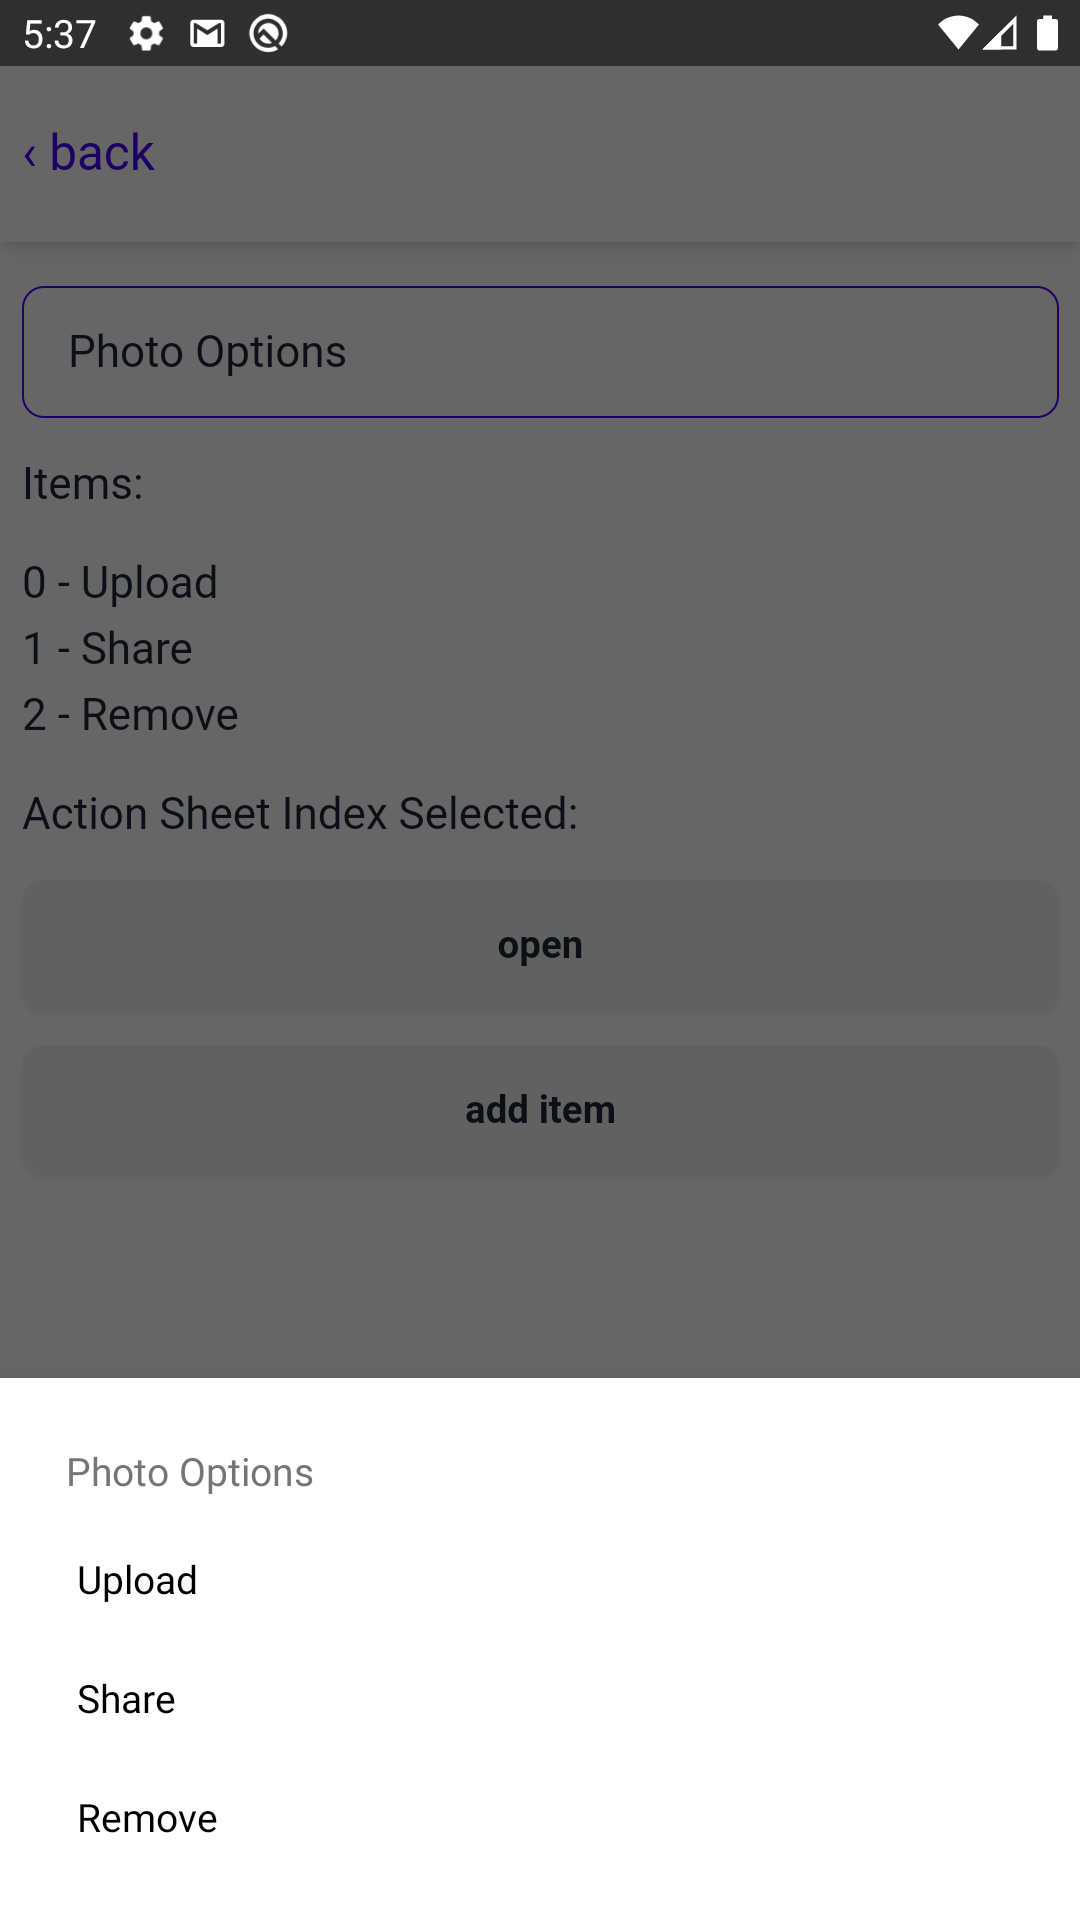 5:37
‹ back
Photo Options
Items:
0 - Upload
1 - Share
2 - Remove
Action Sheet Index Selected:
open
add item
Photo Options
Upload
Share
Remove